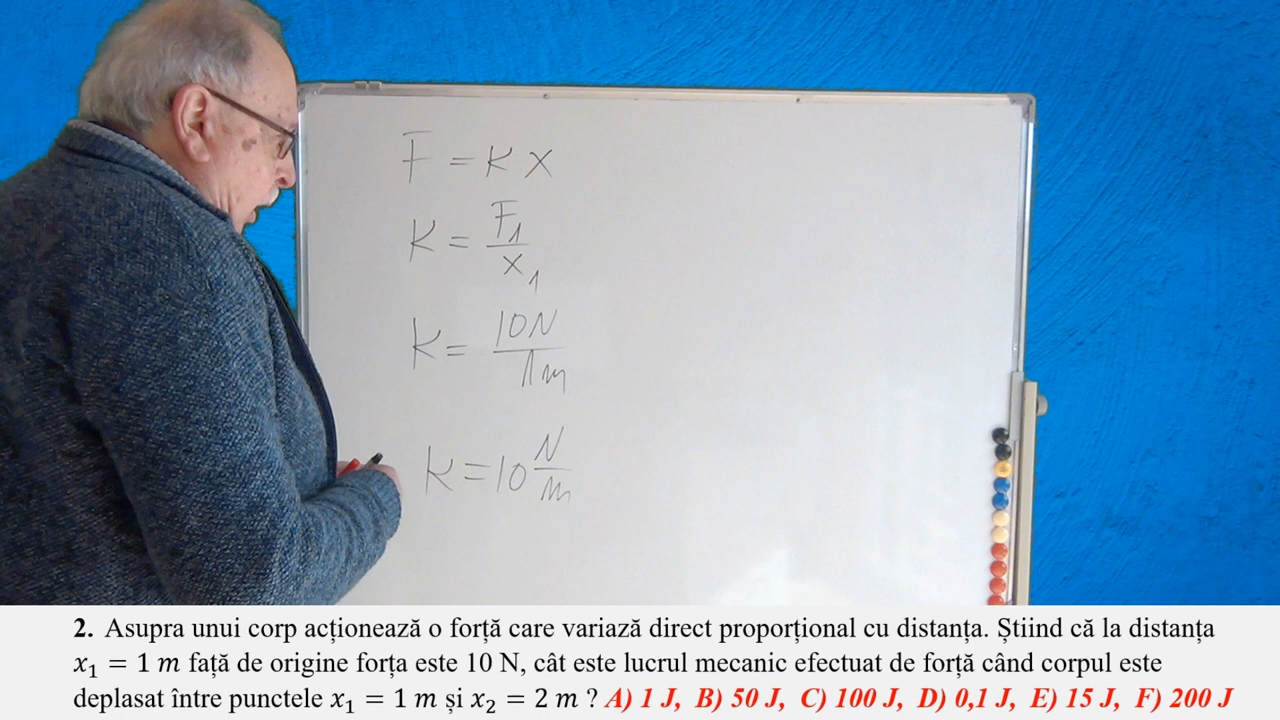 F = K x
K = F₁ / x₁
K = 10N / 1m
K = 10 N/m
2. Asupra unui corp acționează o forță care variază direct proporțional cu distanța. Știind că la distanța
x₁ = 1 m față de origine forța este 10 N, cât este lucrul mecanic efectuat de forță când corpul este
deplasat între punctele x₁ = 1 m și x₂ = 2 m ? A) 1 J, B) 50 J, C) 100 J, D) 0,1 J, E) 15 J, F) 200 J